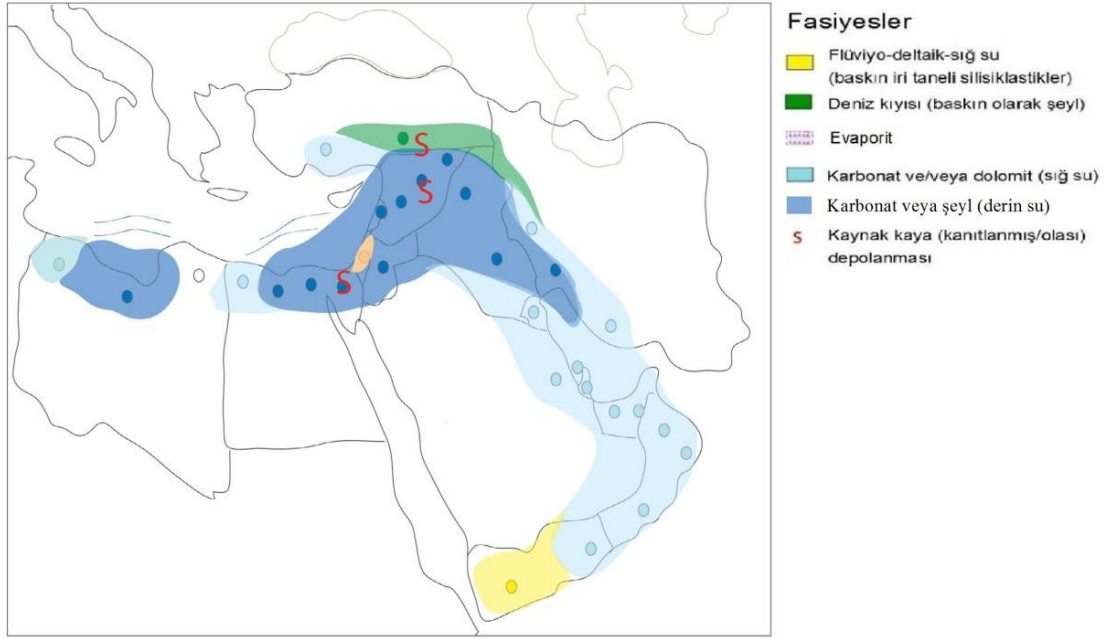 Fasiyesler
Flüviyo-deltaik-sığ su
(baskın iri taneli silisiklastikler)
Deniz kıyısı (baskın olarak şeyl)
Evaporit
Karbonat ve/veya dolomit (sığ su)
Karbonat veya şeyl (derin su)
S Kaynak kaya (kanıtlanmış/olası)
depolanması
S
S
S